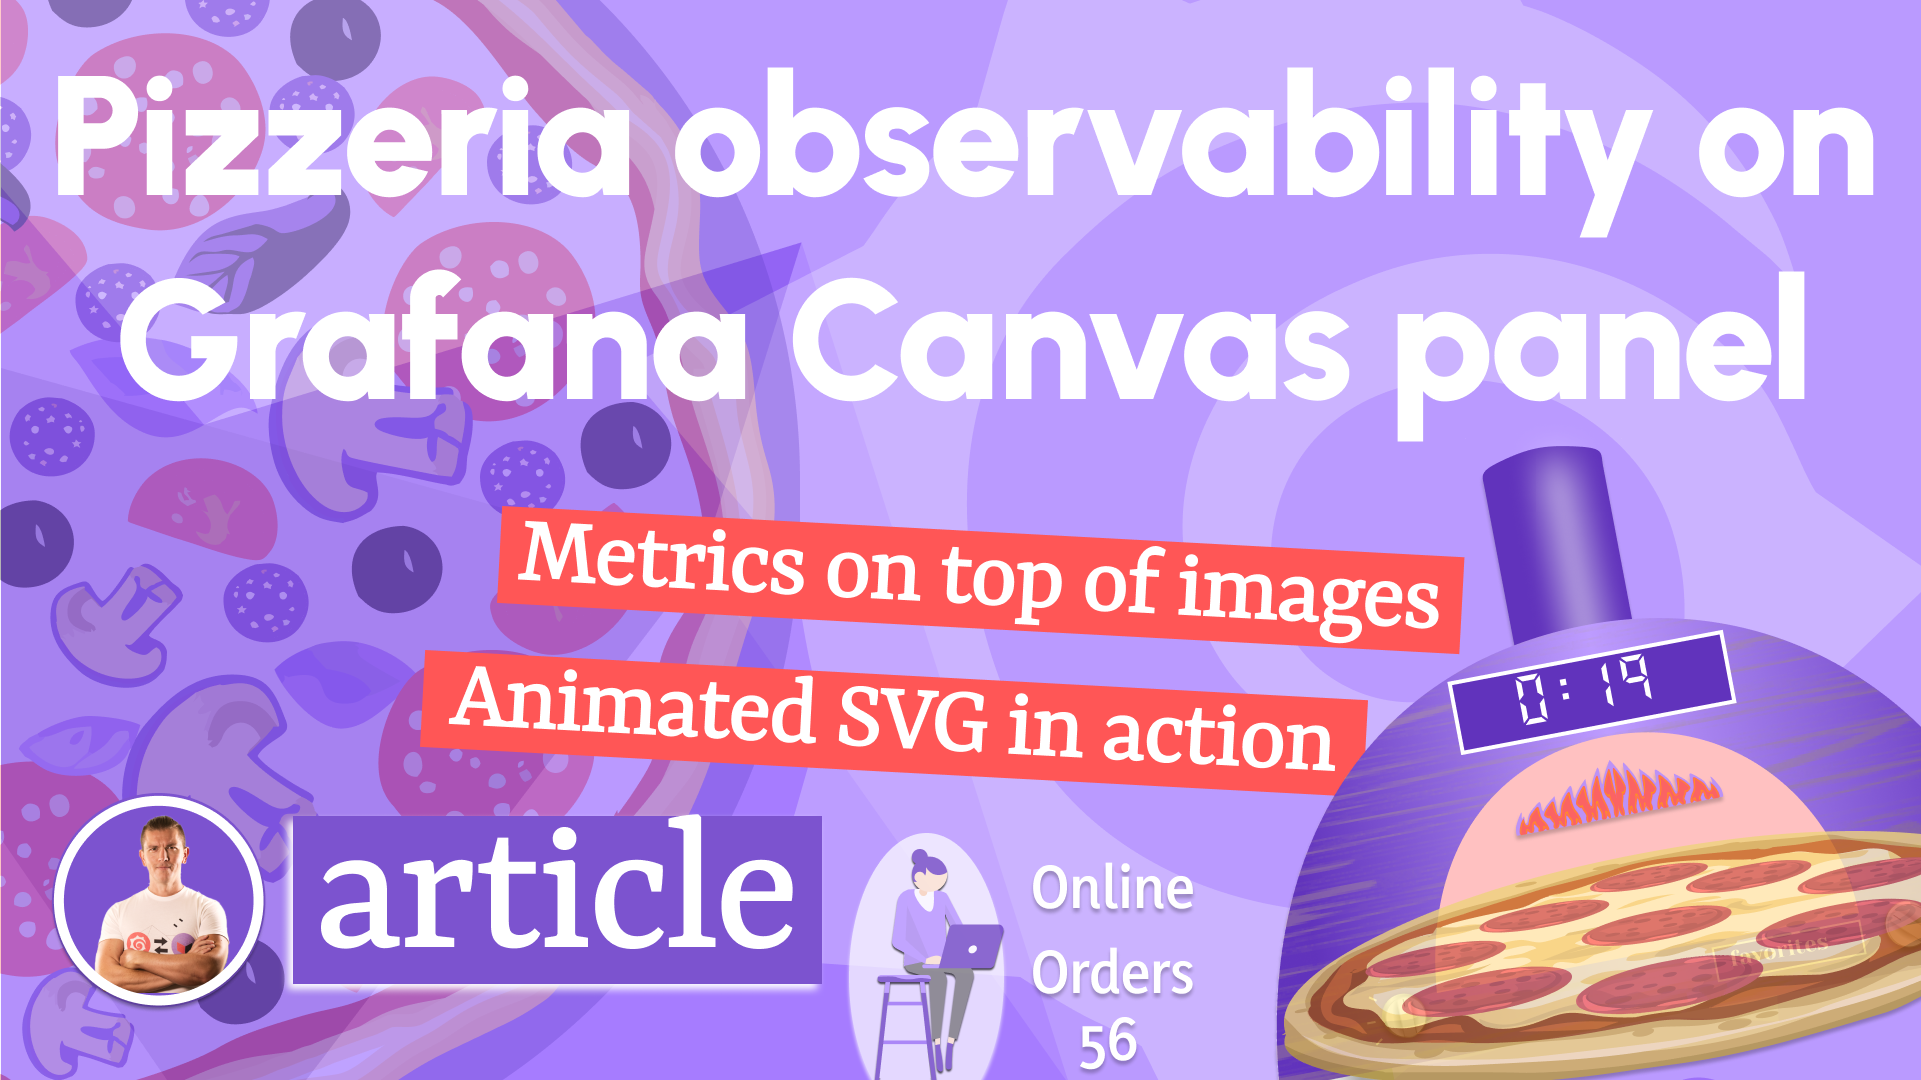 Pizzeria observability on
Grafana Canvas panel
Metrics on top of images
Animated SVG in action
0:19
article
Online
Orders
56
favorites